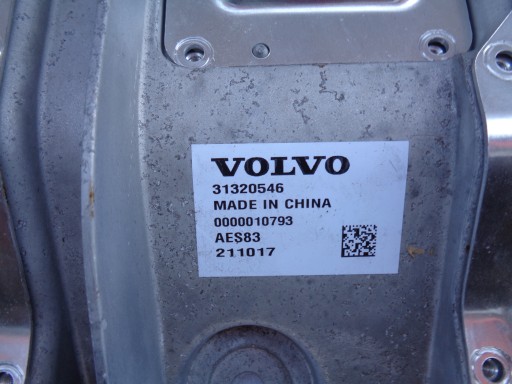 VOLVO
31320546
MADE IN CHINA
0000010793
AES83
211017